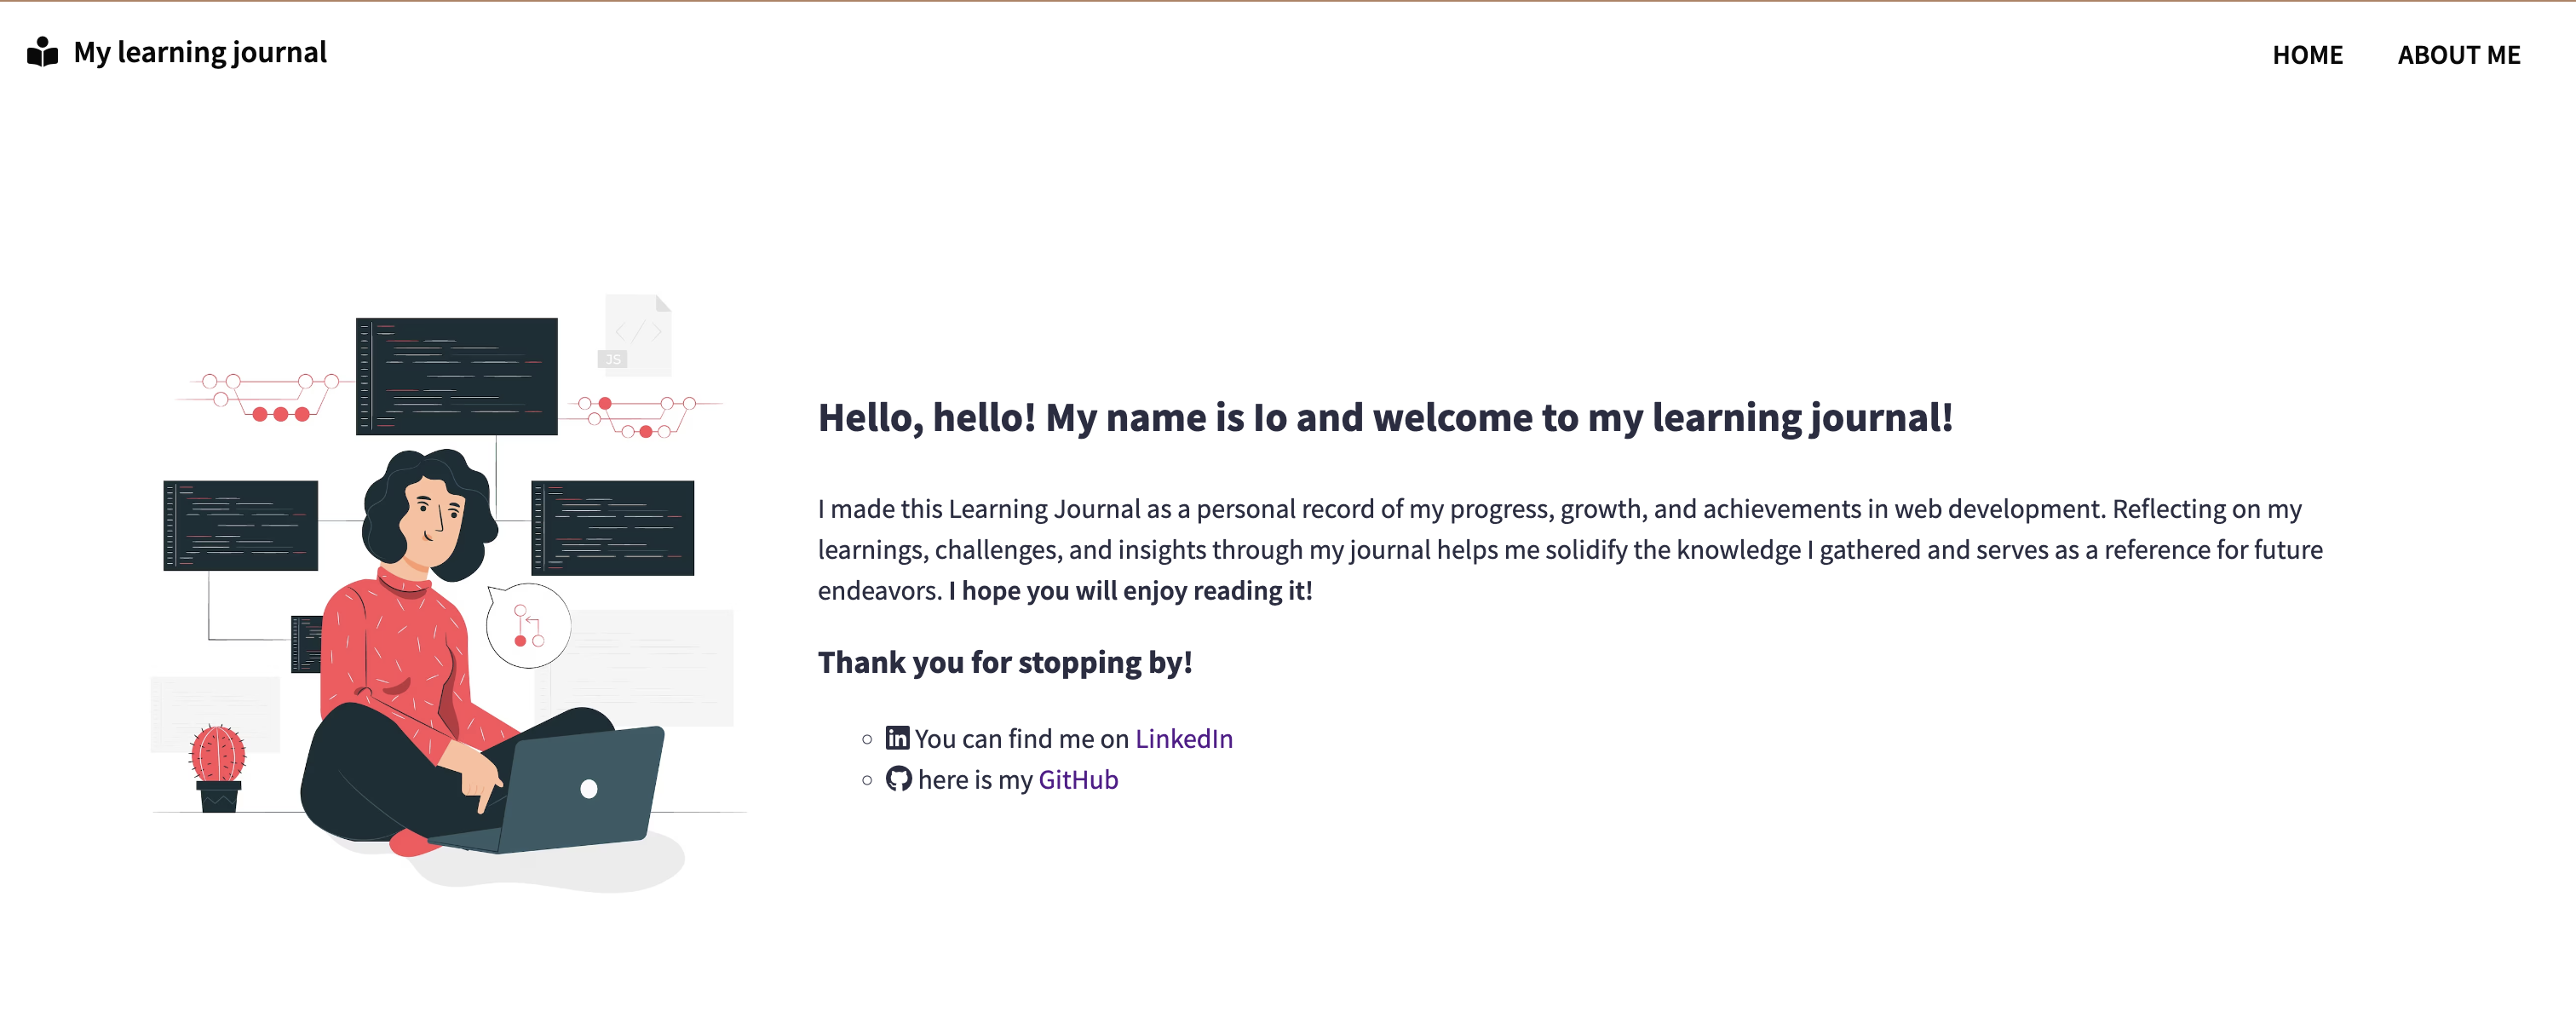 My learning journal
HOME ABOUT ME
JS
Hello, hello! My name is Io and welcome to my learning journal!
I made this Learning Journal as a personal record of my progress, growth, and achievements in web development. Reflecting on my
learnings, challenges, and insights through my journal helps me solidify the knowledge I gathered and serves as a reference for future
endeavors. I hope you will enjoy reading it!
Thank you for stopping by!
in You can find me on LinkedIn
here is my GitHub